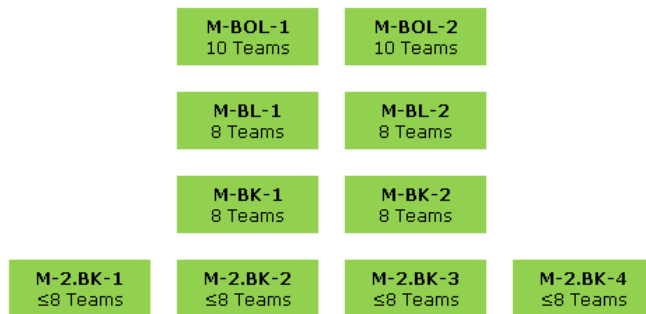 M-BOL-1
10 Teams
M-BOL-2
10 Teams
M-BL-1
8 Teams
M-BL-2
8 Teams
M-BK-1
8 Teams
M-BK-2
8 Teams
M-2.BK-1
≤8 Teams
M-2.BK-2
≤8 Teams
M-2.BK-3
≤8 Teams
M-2.BK-4
≤8 Teams